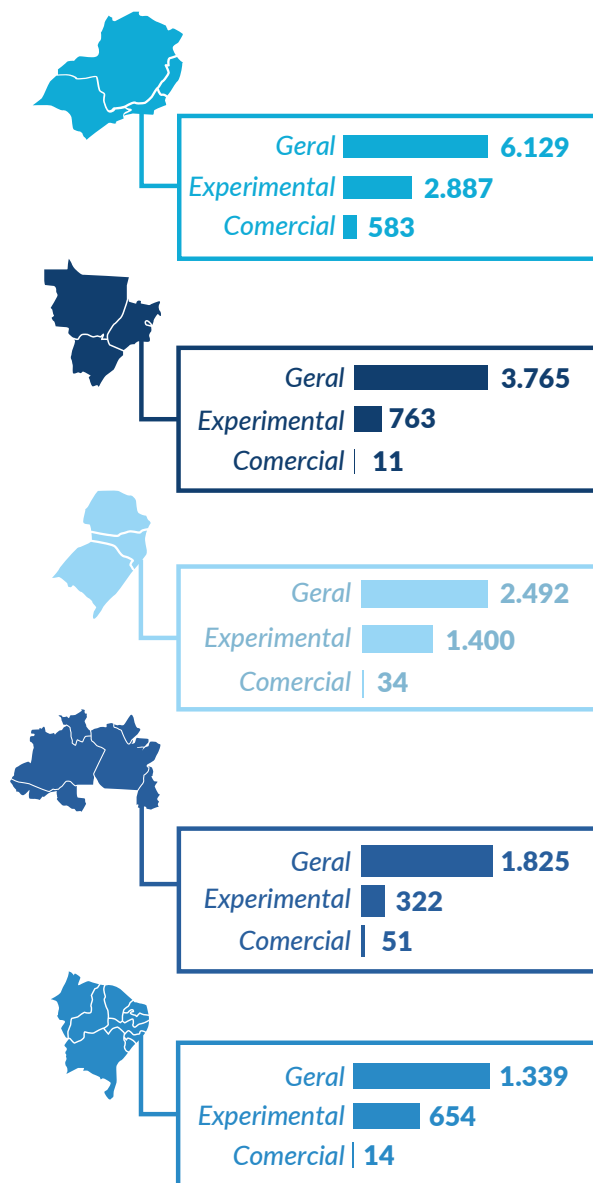 Geral 6.129
Experimental 2.887
Comercial 583
Geral 3.765
Experimental 763
Comercial 11
Geral 2.492
Experimental 1.400
Comercial 34
Geral 1.825
Experimental 322
Comercial 51
Geral 1.339
Experimental 654
Comercial 14